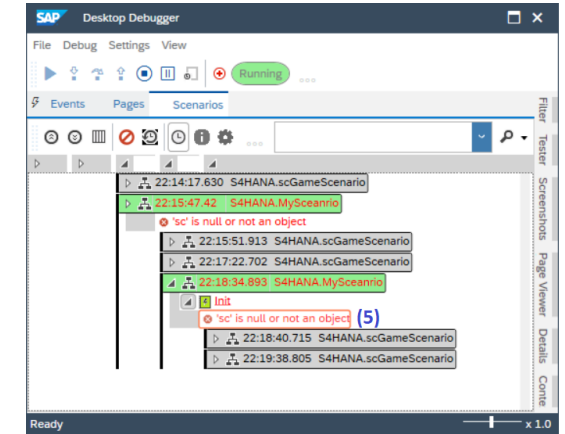 SAP Desktop Debugger
File Debug Settings View
Running
Events Pages Scenarios
22:14:17.630 S4HANA.scGameScenario
22:15:47.42 S4HANA.MySceanrio
'sc' is null or not an object
22:15:51.913 S4HANA.scGameScenario
22:17:22.702 S4HANA.scGameScenario
22:18:34.893 S4HANA.MySceanrio
Init
'sc' is null or not an object (5)
22:18:40.715 S4HANA.scGameScenario
22:19:38.805 S4HANA.scGameScenario
Filter
Tester
Screenshots
Page Viewer
Details
Conte
Ready x 1.0